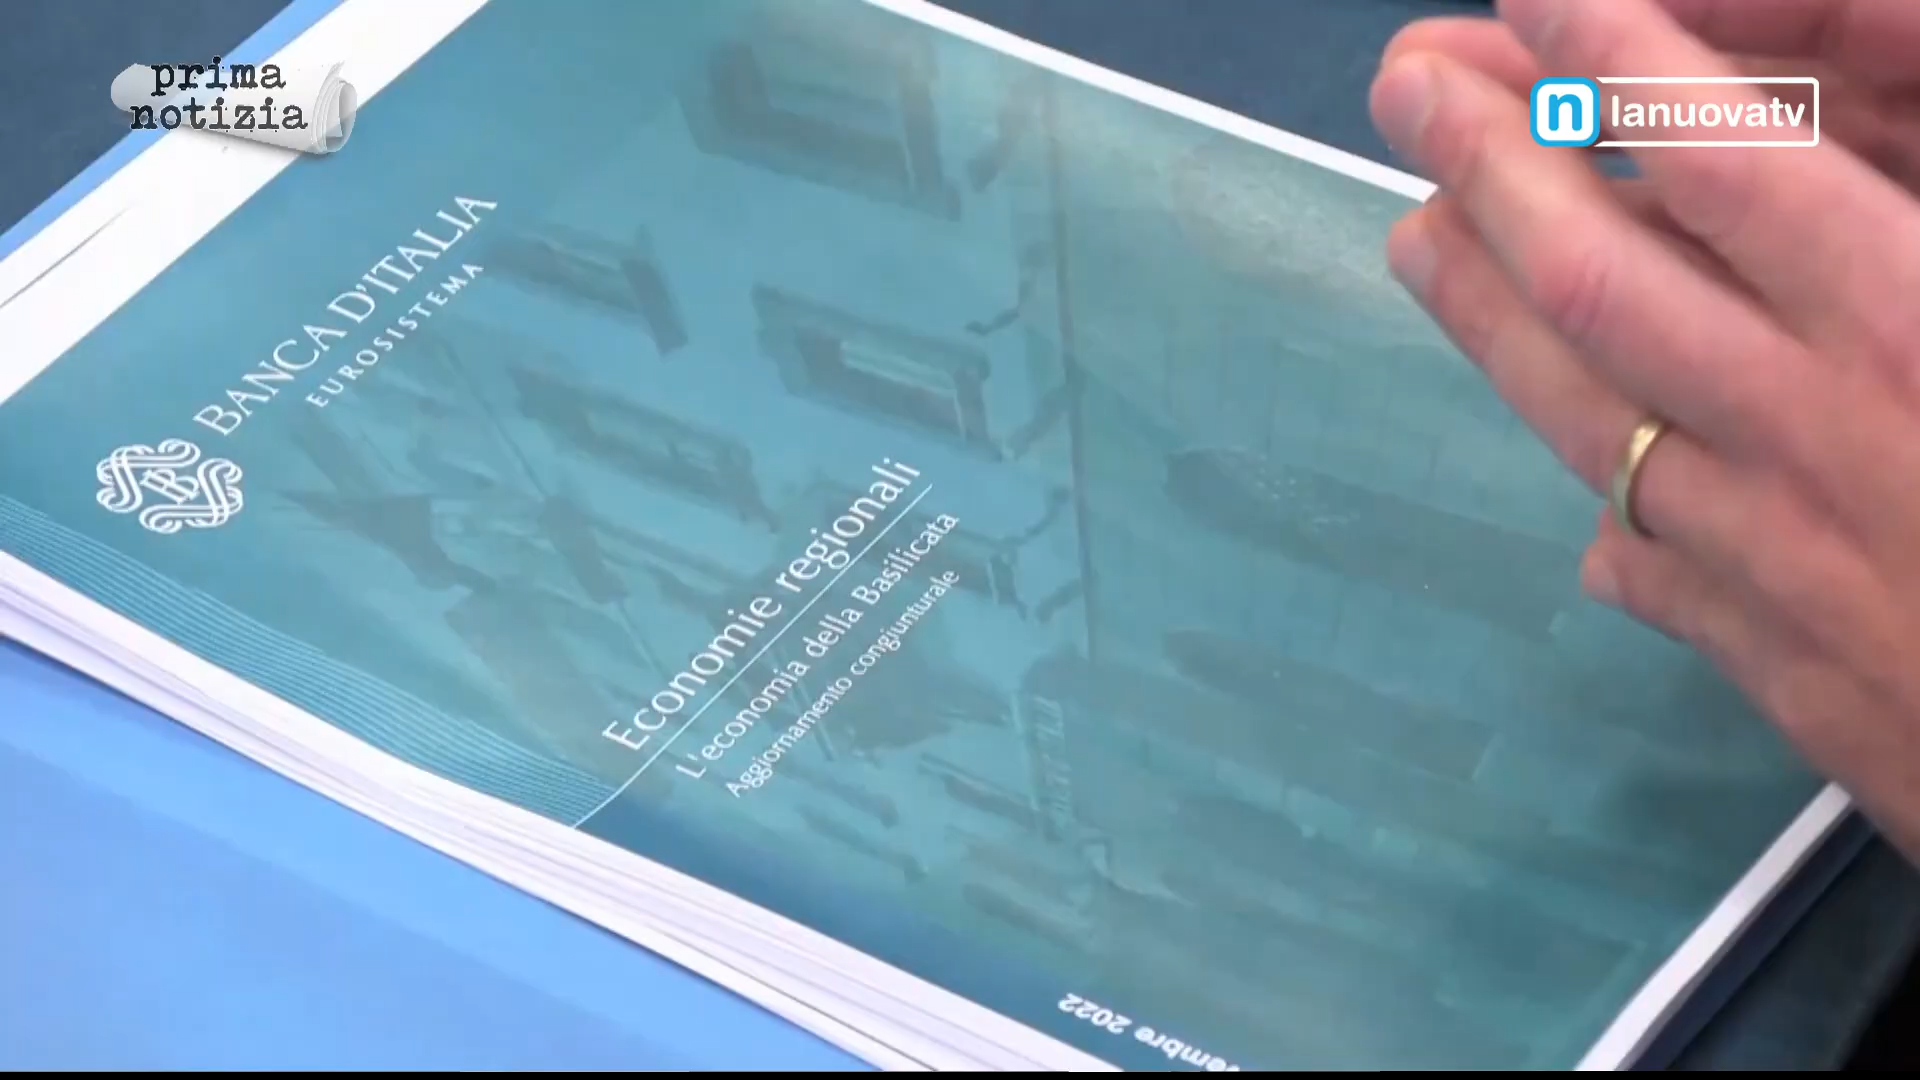 prima
notizia
n lanuovatv
BANCA D'ITALIA
EUROSISTEMA
Economie regionali
L'economia della Basilicata
Aggiornamento congiunturale
2022